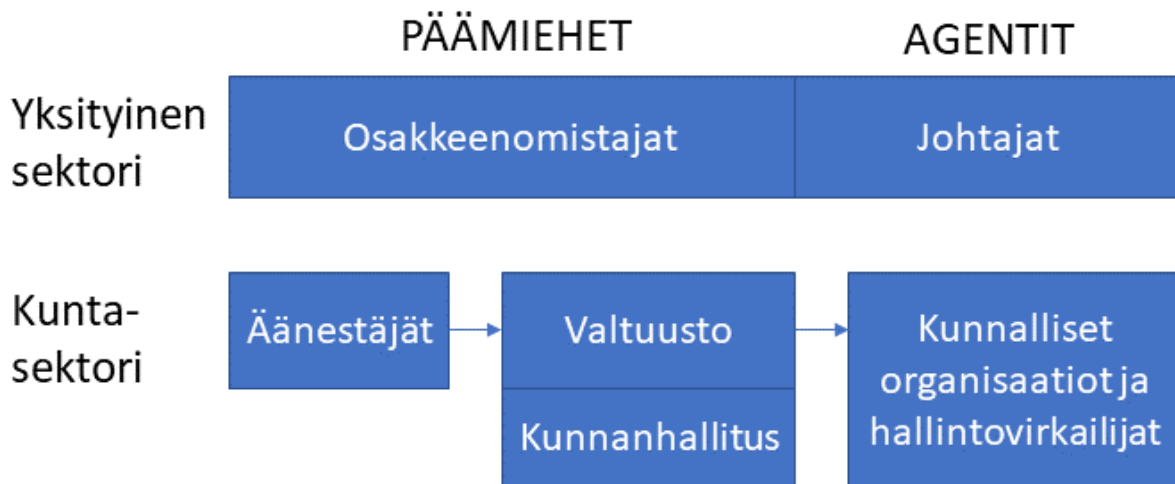 PÄÄMIEHET
AGENTIT
Yksityinen
sektori
Osakkeenomistajat
Johtajat
Kunta-
sektori
Äänestäjät
Valtuusto
Kunnanhallitus
Kunnalliset
organisaatiot ja
hallintovirkailijat